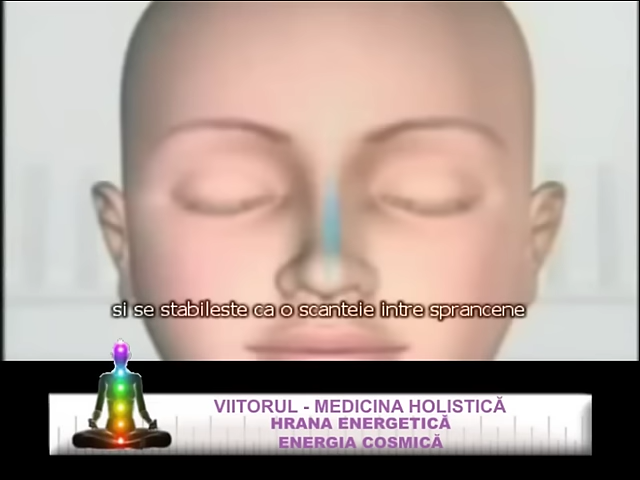 si se stabileste ca o scanteie intre sprancene
VIITORUL - MEDICINA HOLISTICĂ
HRANA ENERGETICĂ
ENERGIA COSMICĂ